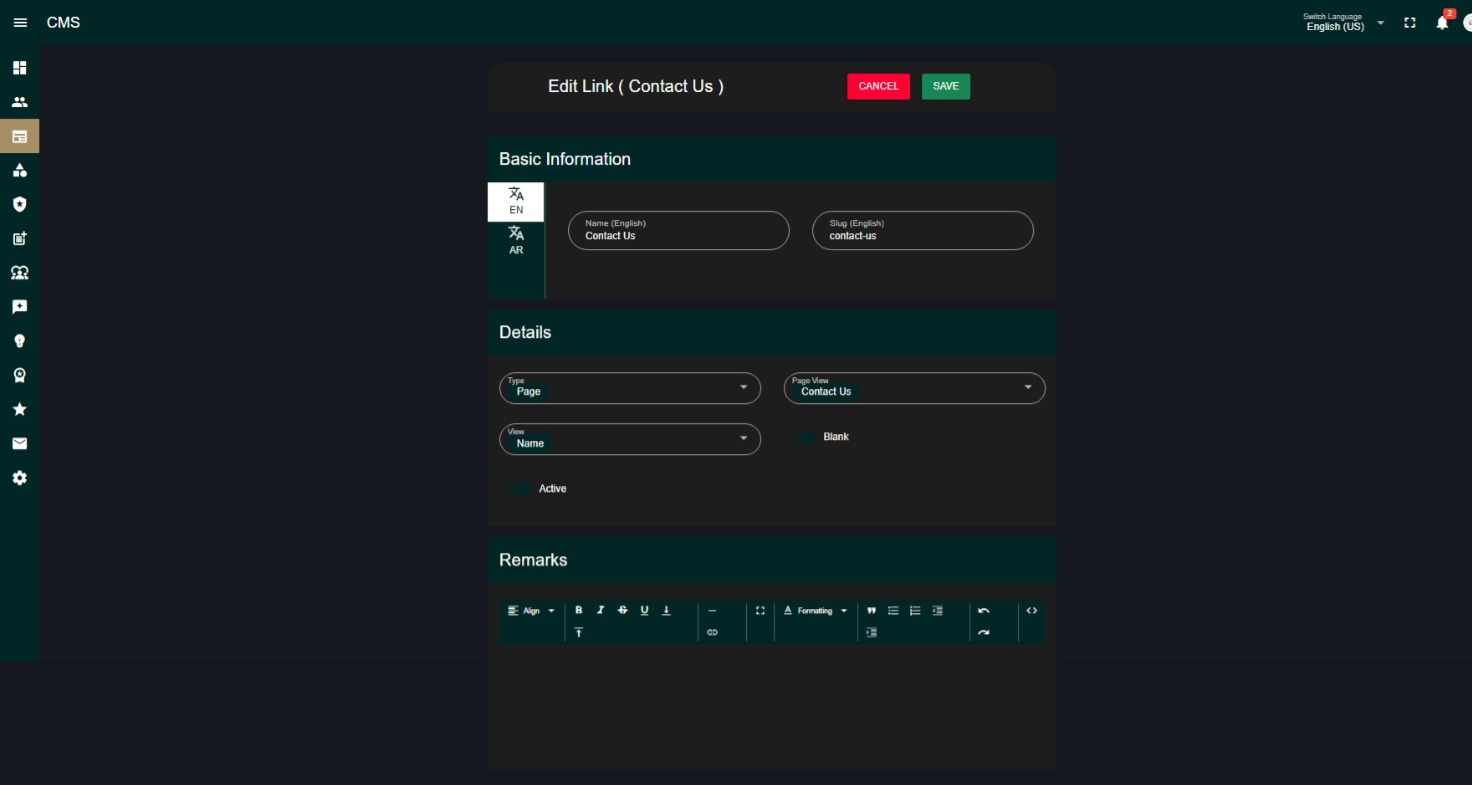 CMS
Switch Language
English (US)
2
Edit Link ( Contact Us )
CANCEL
SAVE
Basic Information
EN
AR
Name (English)
Contact Us
Slug (English)
contact-us
Details
Type
Page
Page View
Contact Us
View
Name
Blank
Active
Remarks
Align
Formatting